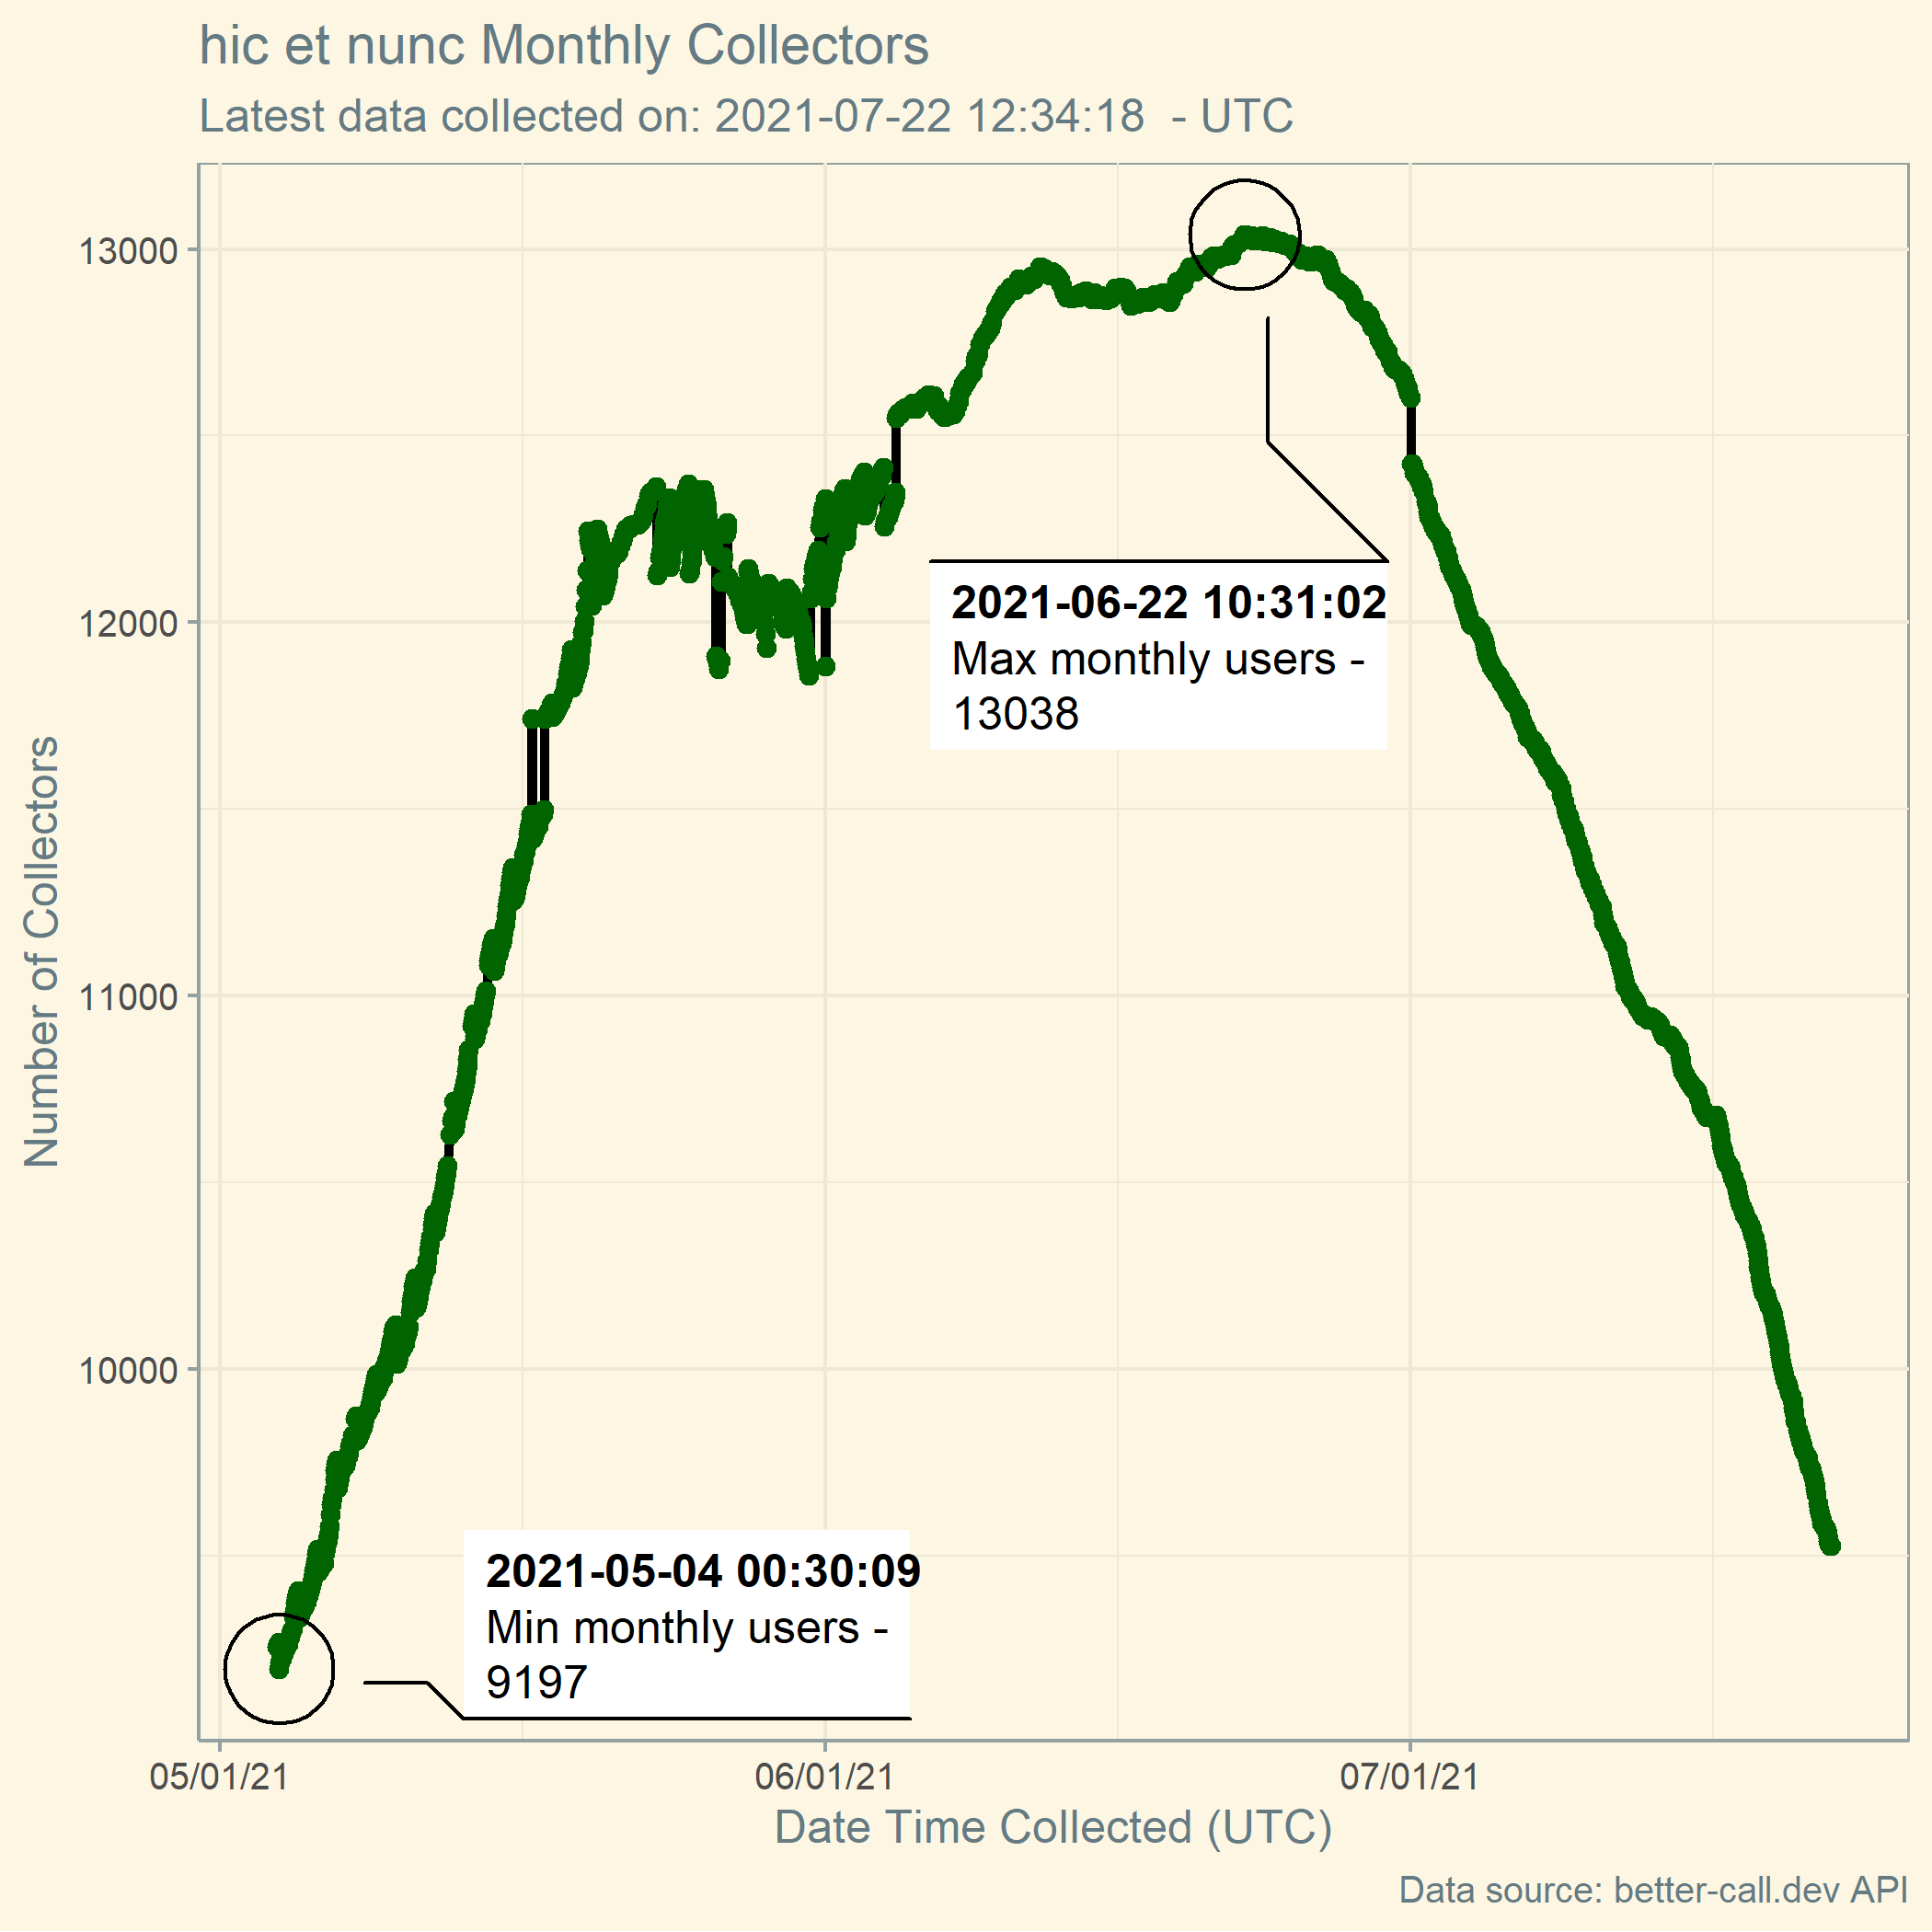 hic et nunc Monthly Collectors
Latest data collected on: 2021-07-22 12:34:18  - UTC
Number of Collectors
13000
12000
11000
10000
2021-06-22 10:31:02
Max monthly users -
13038
2021-05-04 00:30:09
Min monthly users -
9197
05/01/21
06/01/21
07/01/21
Date Time Collected (UTC)
Data source: better-call.dev API